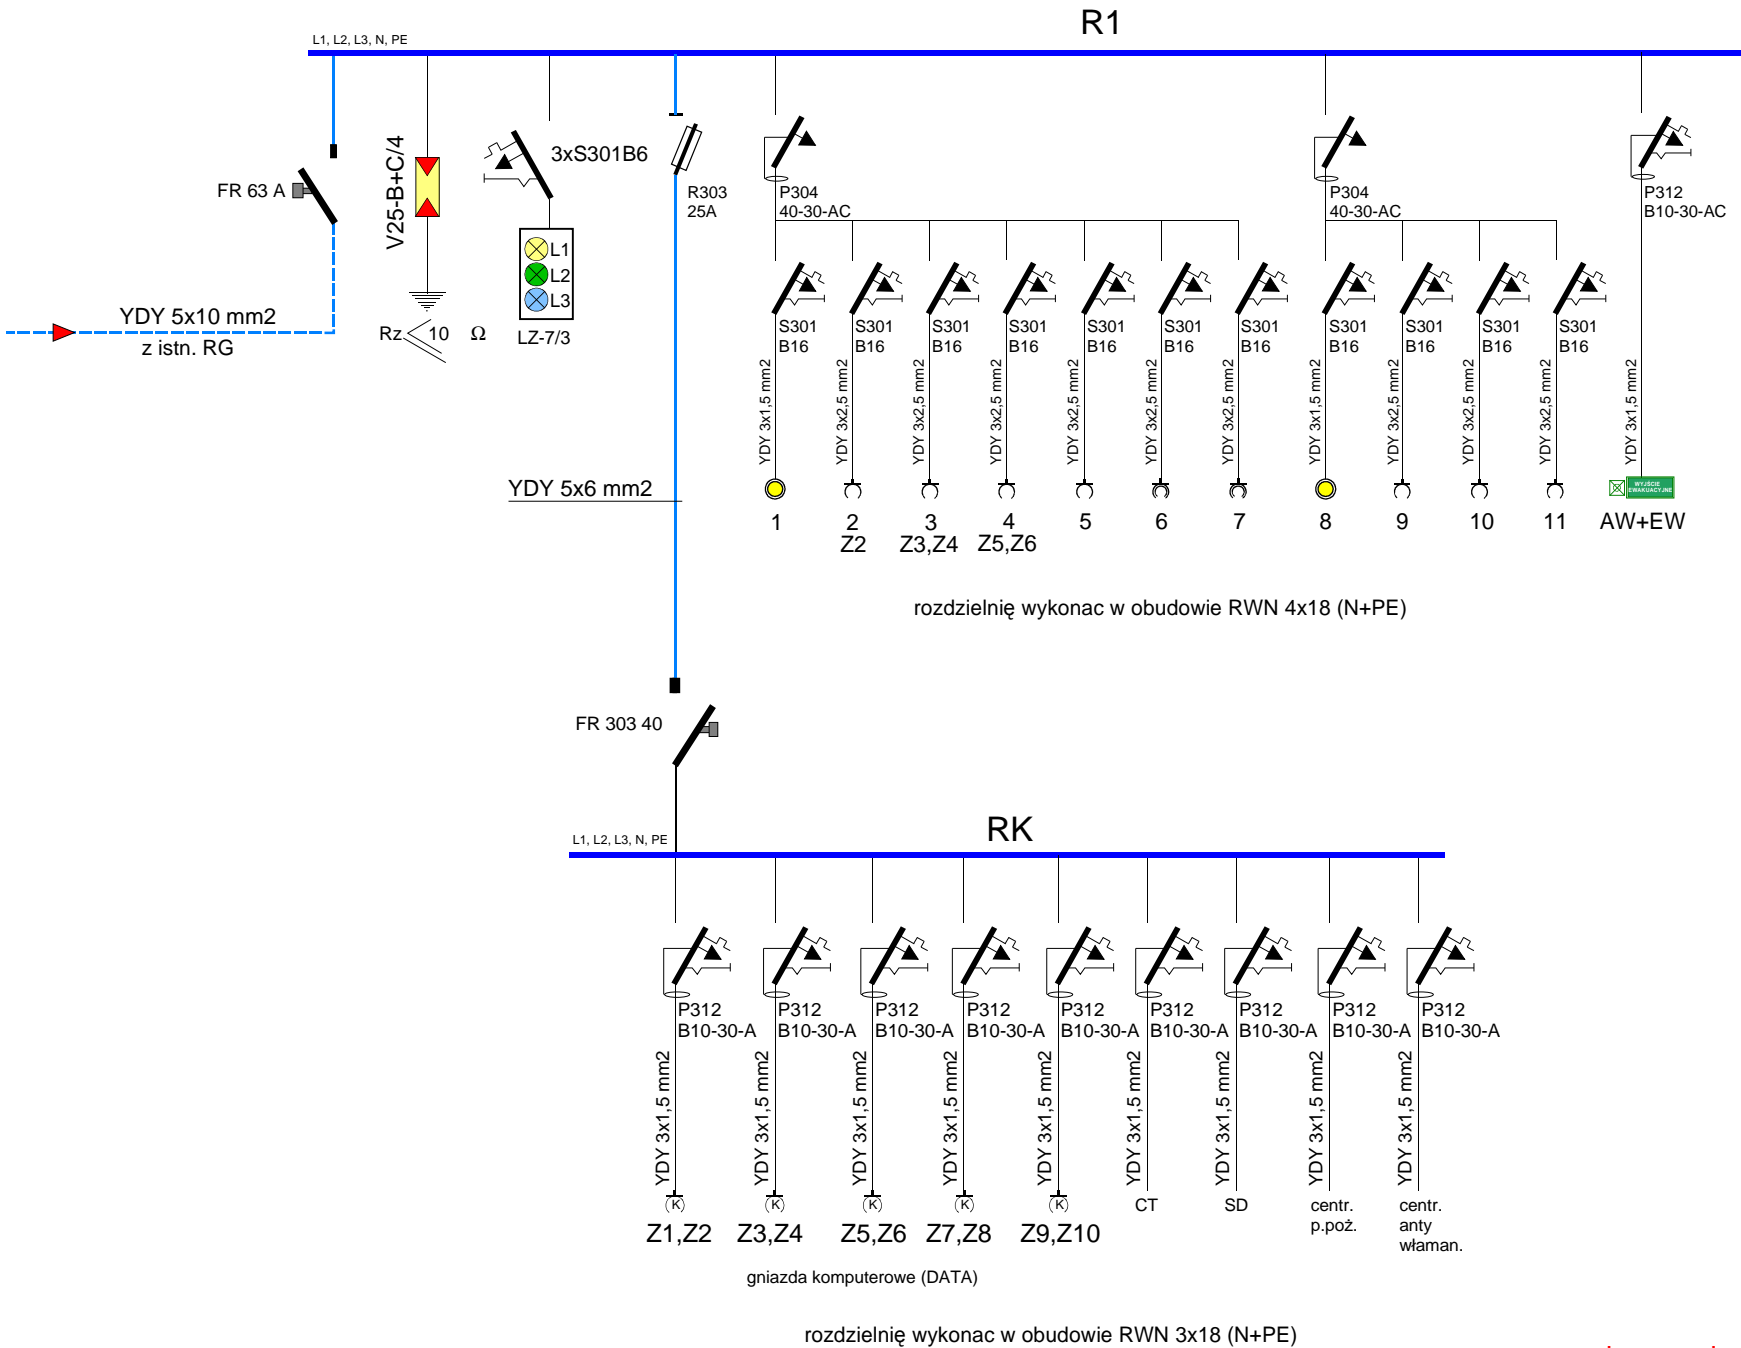 R1
L1, L2, L3, N, PE
FR 63 A
V25-B+C/4
3xS301B6
R303
25A
P304
40-30-AC
P304
40-30-AC
P312
B10-30-AC
L1
L2
L3
LZ-7/3
YDY 5x10 mm2
z istn. RG
Rz < 10 Ω
S301
B16
S301
B16
S301
B16
S301
B16
S301
B16
S301
B16
S301
B16
S301
B16
S301
B16
S301
B16
S301
B16
YDY 3x1,5 mm2
YDY 3x2,5 mm2
YDY 3x2,5 mm2
YDY 3x2,5 mm2
YDY 3x2,5 mm2
YDY 3x2,5 mm2
YDY 3x2,5 mm2
YDY 3x1,5 mm2
YDY 3x2,5 mm2
YDY 3x2,5 mm2
YDY 3x2,5 mm2
YDY 3x1,5 mm2
WYJŚCIE
EWAKUACYJNE
YDY 5x6 mm2
1
2
Z2
3
Z3,Z4
4
Z5,Z6
5
6
7
8
9
10
11
AW+EW
rozdzielnię wykonac w obudowie RWN 4x18 (N+PE)
FR 303 40
RK
L1, L2, L3, N, PE
P312
B10-30-A
P312
B10-30-A
P312
B10-30-A
P312
B10-30-A
P312
B10-30-A
P312
B10-30-A
P312
B10-30-A
P312
B10-30-A
P312
B10-30-A
YDY 3x1,5 mm2
YDY 3x1,5 mm2
YDY 3x1,5 mm2
YDY 3x1,5 mm2
YDY 3x1,5 mm2
YDY 3x1,5 mm2
YDY 3x1,5 mm2
YDY 3x1,5 mm2
YDY 3x1,5 mm2
K
K
K
K
K
Z1,Z2
Z3,Z4
Z5,Z6
Z7,Z8
Z9,Z10
CT
SD
centr.
p.poż.
centr.
anty
właman.
gniazda komputerowe (DATA)
rozdzielnię wykonac w obudowie RWN 3x18 (N+PE)